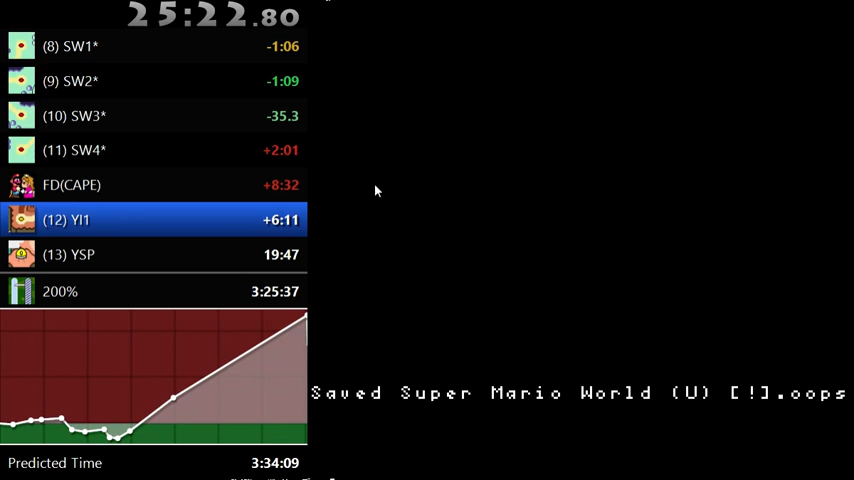 25:22.80
(8) SW1* -1:06
(9) SW2* -1:09
(10) SW3* -35.3
(11) SW4* +2:01
FD(CAPE) +8:32
(12) YI1 +6:11
(13) YSP 19:47
200% 3:25:37
Saved Super Mario World (U) [!].oops
Predicted Time 3:34:09